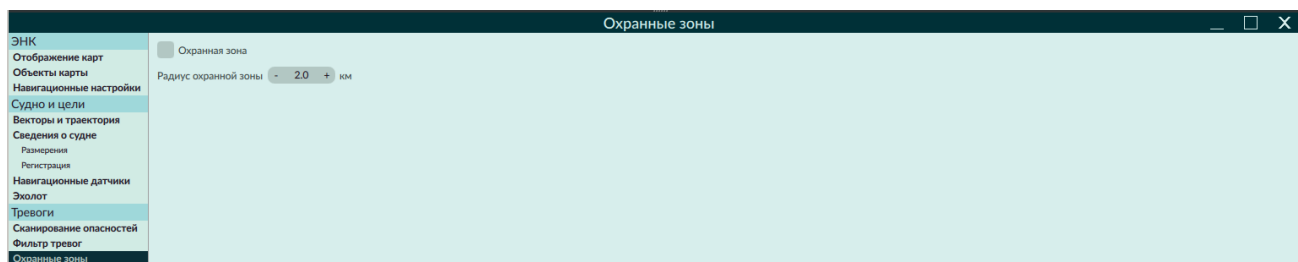 Охранные зоны
ЭНК
Отображение карт
Объекты карты
Навигационные настройки
Судно и цели
Векторы и траектория
Сведения о судне
Размерения
Регистрация
Навигационные датчики
Эхолот
Тревоги
Сканирование опасностей
Фильтр тревог
Охранные зоны
Охранная зона
Радиус охранной зоны - 2.0 + км